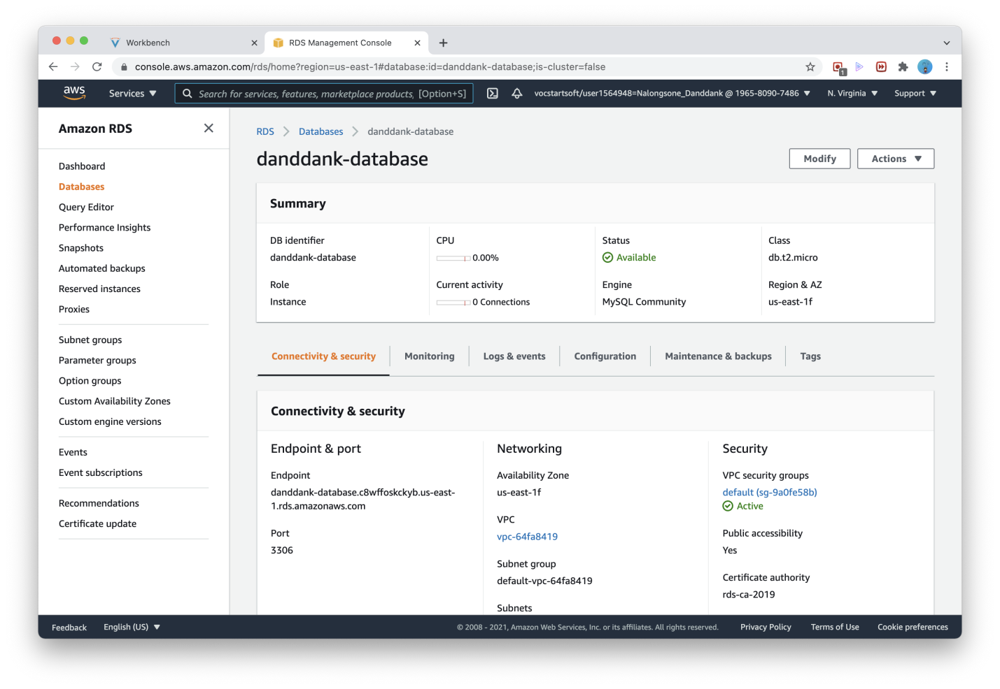 Workbench
RDS Management Console
console.aws.amazon.com/rds/home?region=us-east-1#database:id=danddank-database;is-cluster=false
1
aws
Services
Search for services, features, marketplace products, [Option+S]
vocstartsoft/user1564948=Nalongsone_Danddank @ 1965-8090-7486
N. Virginia
Support
Amazon RDS
Dashboard
Databases
Query Editor
Performance Insights
Snapshots
Automated backups
Reserved instances
Proxies
Subnet groups
Parameter groups
Option groups
Custom Availability Zones
Custom engine versions
Events
Event subscriptions
Recommendations
Certificate update
RDS
Databases
danddank-database
danddank-database
Modify
Actions
Summary
DB identifier
danddank-database
CPU
0.00%
Status
Available
Class
db.t2.micro
Role
Instance
Current activity
0 Connections
Engine
MySQL Community
Region & AZ
us-east-1f
Connectivity & security
Monitoring
Logs & events
Configuration
Maintenance & backups
Tags
Connectivity & security
Endpoint & port
Endpoint
danddank-database.c8wffoskckyb.us-east-
1.rds.amazonaws.com
Port
3306
Networking
Availability Zone
us-east-1f
VPC
vpc-64fa8419
Subnet group
default-vpc-64fa8419
Subnets
Security
VPC security groups
default (sg-9a0fe58b)
Active
Public accessibility
Yes
Certificate authority
rds-ca-2019
Feedback
English (US)
© 2008 - 2021, Amazon Web Services, Inc. or its affiliates. All rights reserved.
Privacy Policy
Terms of Use
Cookie preferences